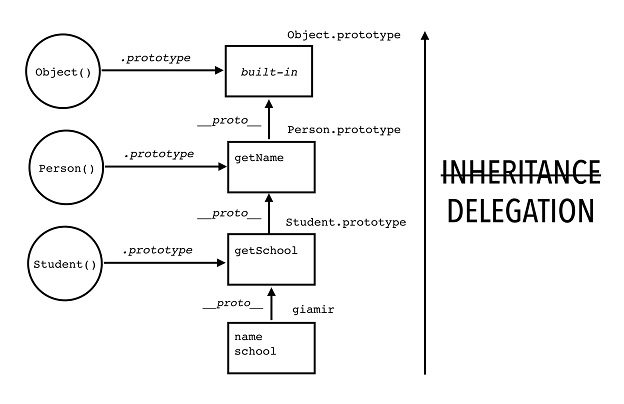 Object.prototype
.prototype
Object()
built-in
__proto__
Person.prototype
.prototype
getName
Person()
INHERITANCE
DELEGATION
__proto__
Student.prototype
.prototype
getSchool
Student()
__proto__
giamir
name
school